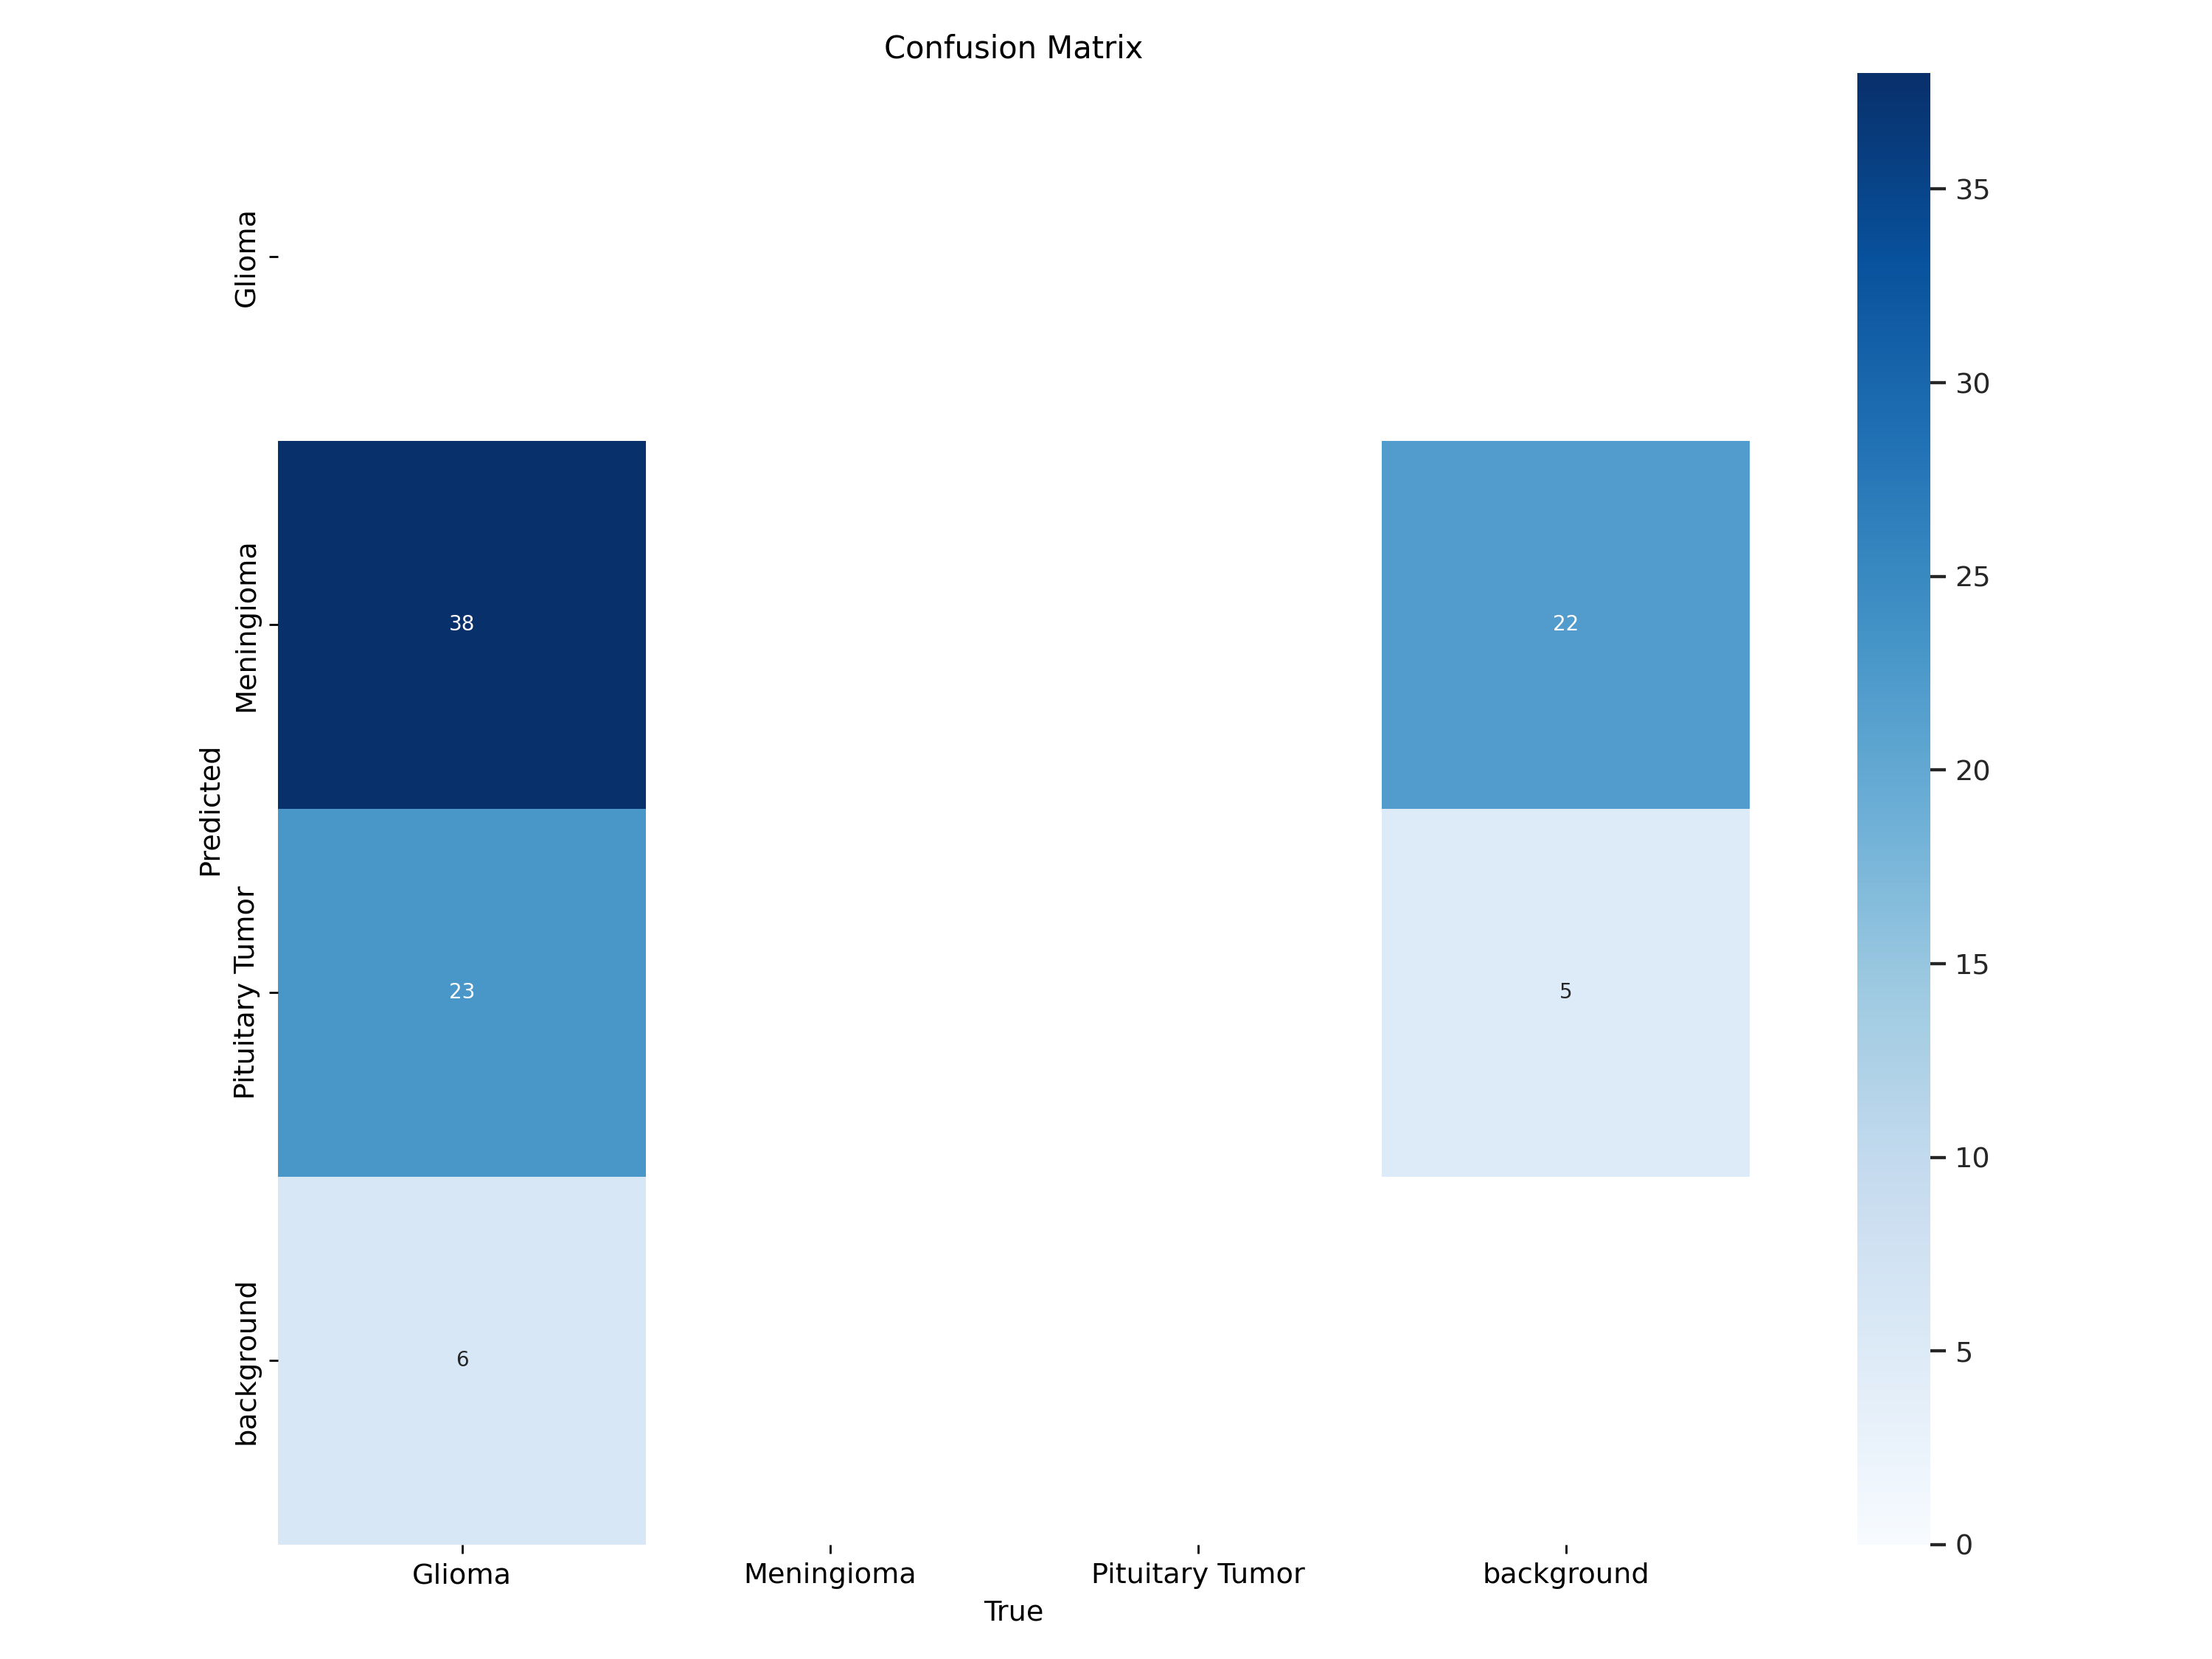 Confusion Matrix
Glioma
Meningioma
Pituitary Tumor
background
Predicted
38
22
23
5
6
Glioma
Meningioma
Pituitary Tumor
background
True
35
30
25
20
15
10
5
0